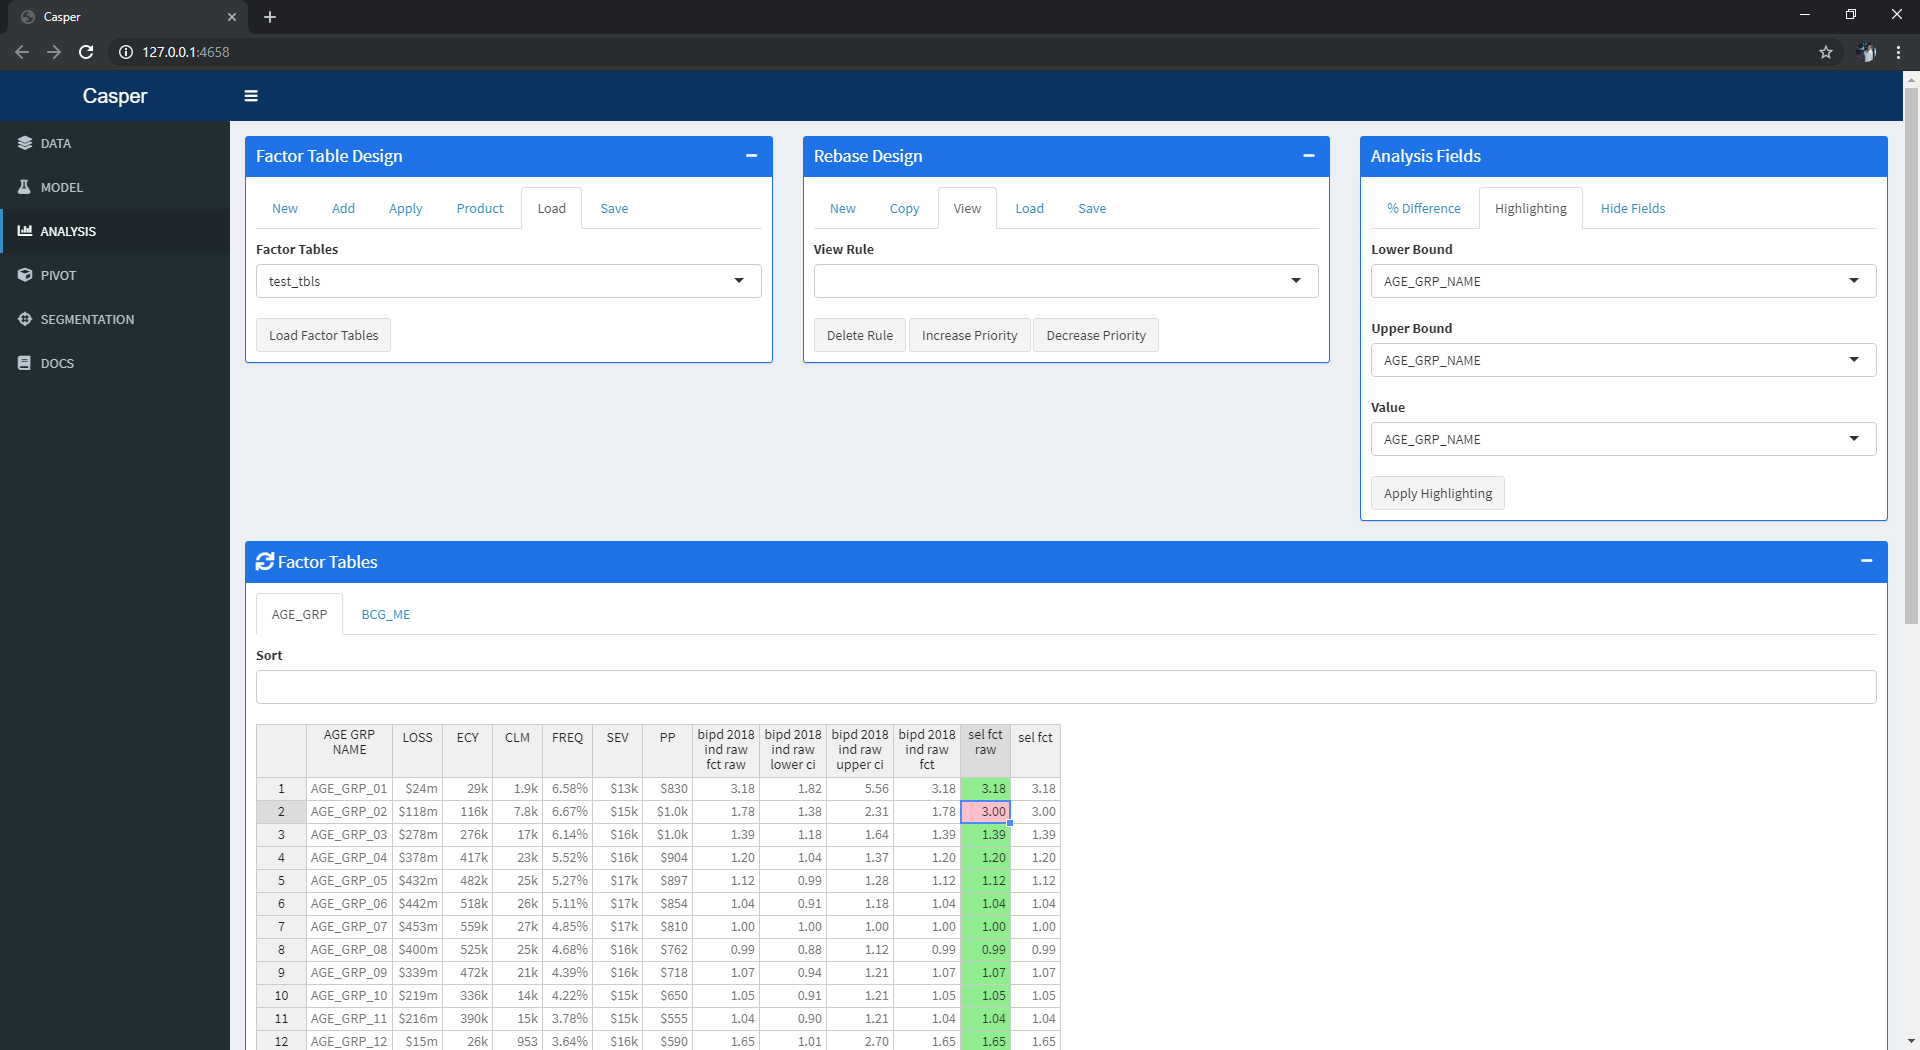 Casper
127.0.0.1:4658
Casper
DATA
MODEL
ANALYSIS
PIVOT
SEGMENTATION
DOCS
Factor Table Design
New Add Apply Product Load Save
Factor Tables
test_tbls
Load Factor Tables
Rebase Design
New Copy View Load Save
View Rule
Delete Rule Increase Priority Decrease Priority
Analysis Fields
% Difference Highlighting Hide Fields
Lower Bound
AGE_GRP_NAME
Upper Bound
AGE_GRP_NAME
Value
AGE_GRP_NAME
Apply Highlighting
Factor Tables
AGE_GRP BCG_ME
Sort
AGE GRP NAME LOSS ECY CLM FREQ SEV PP bipd 2018 ind raw fct raw bipd 2018 ind raw lower ci bipd 2018 ind raw upper ci bipd 2018 ind raw fct sel fct raw sel fct
1 AGE_GRP_01 $24m 29k 1.9k 6.58% $13k $830 3.18 1.82 5.56 3.18 3.18 3.18
2 AGE_GRP_02 $118m 116k 7.8k 6.67% $15k $1.0k 1.78 1.38 2.31 1.78 3.00 3.00
3 AGE_GRP_03 $278m 276k 17k 6.14% $16k $1.0k 1.39 1.18 1.64 1.39 1.39 1.39
4 AGE_GRP_04 $378m 417k 23k 5.52% $16k $904 1.20 1.04 1.37 1.20 1.20 1.20
5 AGE_GRP_05 $432m 482k 25k 5.27% $17k $897 1.12 0.99 1.28 1.12 1.12 1.12
6 AGE_GRP_06 $442m 518k 26k 5.11% $17k $854 1.04 0.91 1.18 1.04 1.04 1.04
7 AGE_GRP_07 $453m 559k 27k 4.85% $17k $810 1.00 1.00 1.00 1.00 1.00 1.00
8 AGE_GRP_08 $400m 525k 25k 4.68% $16k $762 0.99 0.88 1.12 0.99 0.99 0.99
9 AGE_GRP_09 $339m 472k 21k 4.39% $16k $718 1.07 0.94 1.21 1.07 1.07 1.07
10 AGE_GRP_10 $219m 336k 14k 4.22% $15k $650 1.05 0.91 1.21 1.05 1.05 1.05
11 AGE_GRP_11 $216m 390k 15k 3.78% $15k $555 1.04 0.90 1.21 1.04 1.04 1.04
12 AGE_GRP_12 $15m 26k 953 3.64% $16k $590 1.65 1.01 2.70 1.65 1.65 1.65